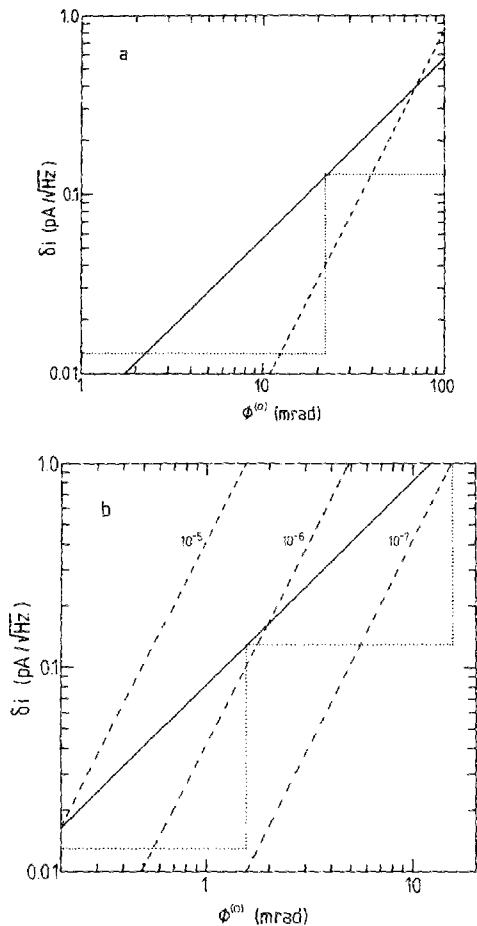 a
1.0
0.1
0.01
δi (pA/√Hz)
1
10
100
Φ⁽ᵒ⁾ (mrad)
b
1.0
0.1
0.01
δi (pA/√Hz)
10⁻⁵
10⁻⁶
10⁻⁷
1
10
Φ⁽ᵒ⁾ (mrad)